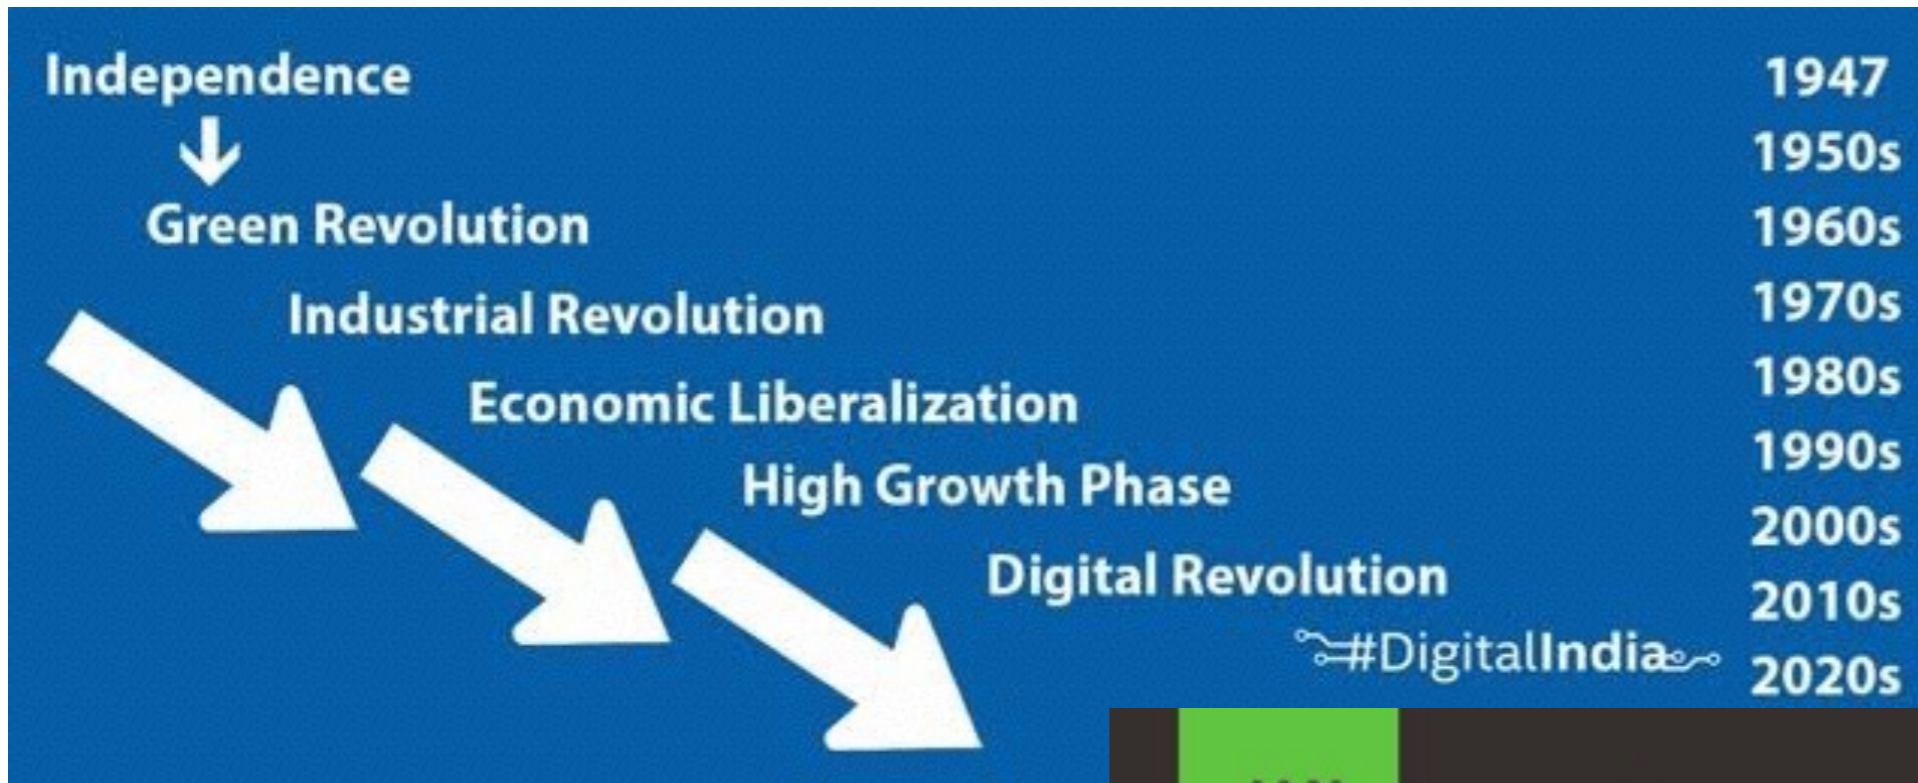 Independence
1947
1950s
Green Revolution
1960s
Industrial Revolution
1970s
Economic Liberalization
1980s
High Growth Phase
1990s
2000s
Digital Revolution
2010s
#DigitalIndia
2020s